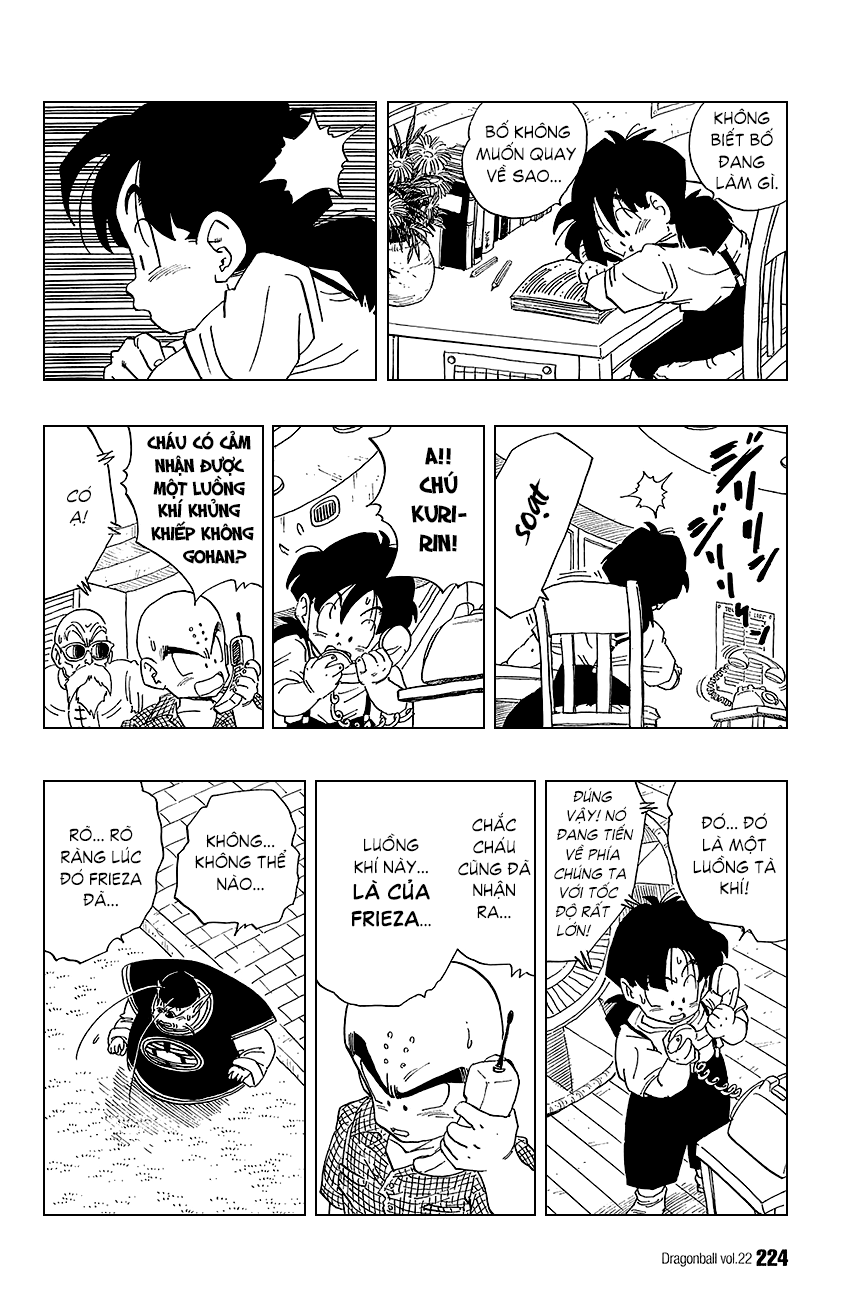 KHÔNG
BIẾT BỐ
ĐANG
LÀM GÌ.
BỐ KHÔNG
MUỐN QUAY
VỀ SAO...
SOẠT
A!!
CHÚ
KURI-
RIN!
CHÁU CÓ CẢM
NHẬN ĐƯỢC
MỘT LUỒNG
KHÍ KHỦNG
KHIẾP KHÔNG
GOHAN?
CÓ
Ạ!
ĐÓ... ĐÓ
LÀ MỘT
LUỒNG TÀ
KHÍ!
ĐÚNG
VẬY! NÓ
ĐANG TIẾN
VỀ PHÍA
CHÚNG TA
VỚI TỐC
ĐỘ RẤT
LỚN!
CHẮC
CHÁU
CŨNG ĐÃ
NHẬN
RA...
LUỒNG
KHÍ NÀY...
LÀ CỦA
FRIEZA...
KHÔNG...
KHÔNG THỂ
NÀO...
RÕ... RÕ
RÀNG LÚC
ĐÓ FRIEZA
ĐÃ...
Dragonball vol.22 224